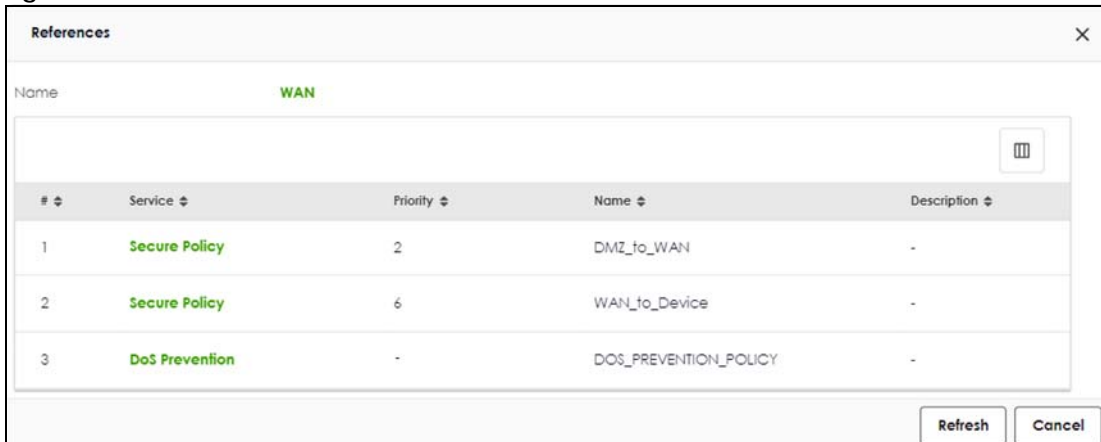 References
Name WAN
# Service Priority Name Description
1 Secure Policy 2 DMZ_to_WAN -
2 Secure Policy 6 WAN_to_Device -
3 DoS Prevention - DOS_PREVENTION_POLICY -
Refresh Cancel